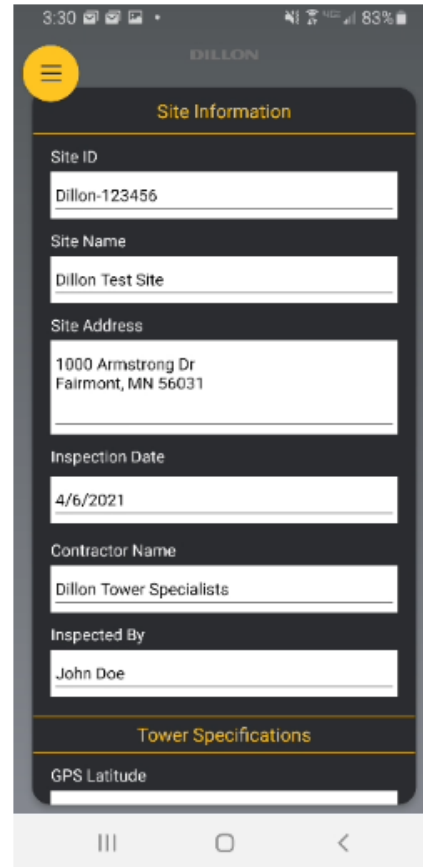 3:30
83%
DILLON
Site Information
Site ID
Dillon-123456
Site Name
Dillon Test Site
Site Address
1000 Armstrong Dr
Fairmont, MN 56031
Inspection Date
4/6/2021
Contractor Name
Dillon Tower Specialists
Inspected By
John Doe
Tower Specifications
GPS Latitude